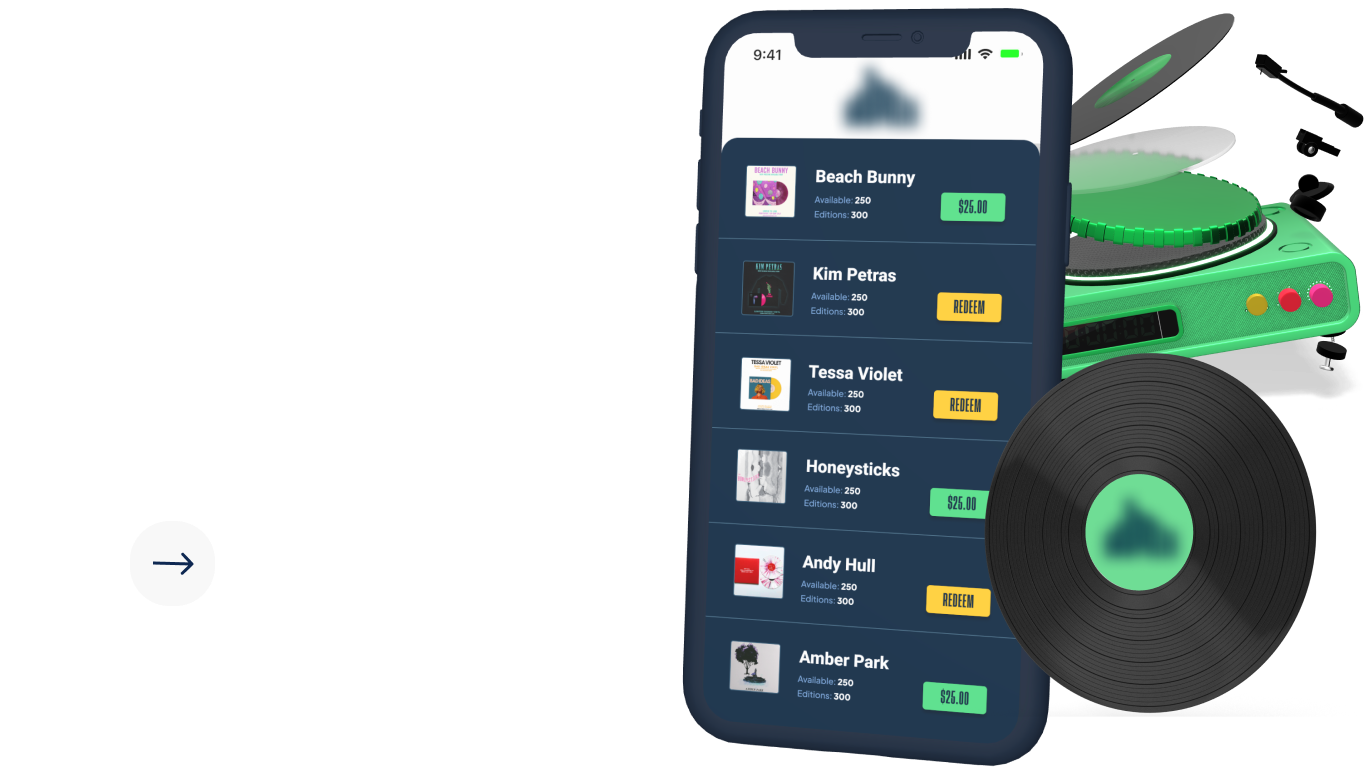 9:41
BEACH BUNNY
Beach Bunny
Available: 250
Editions: 300
$25.00
KIM PETRAS
Kim Petras
Available: 250
Editions: 300
REDEEM
TESSA VIOLET
BAD IDEAS
Tessa Violet
Available: 250
Editions: 300
REDEEM
Honeysticks
Available: 250
Editions: 300
$25.00
Andy Hull
Available: 250
Editions: 300
REDEEM
Amber Park
Available: 250
Editions: 300
$25.00